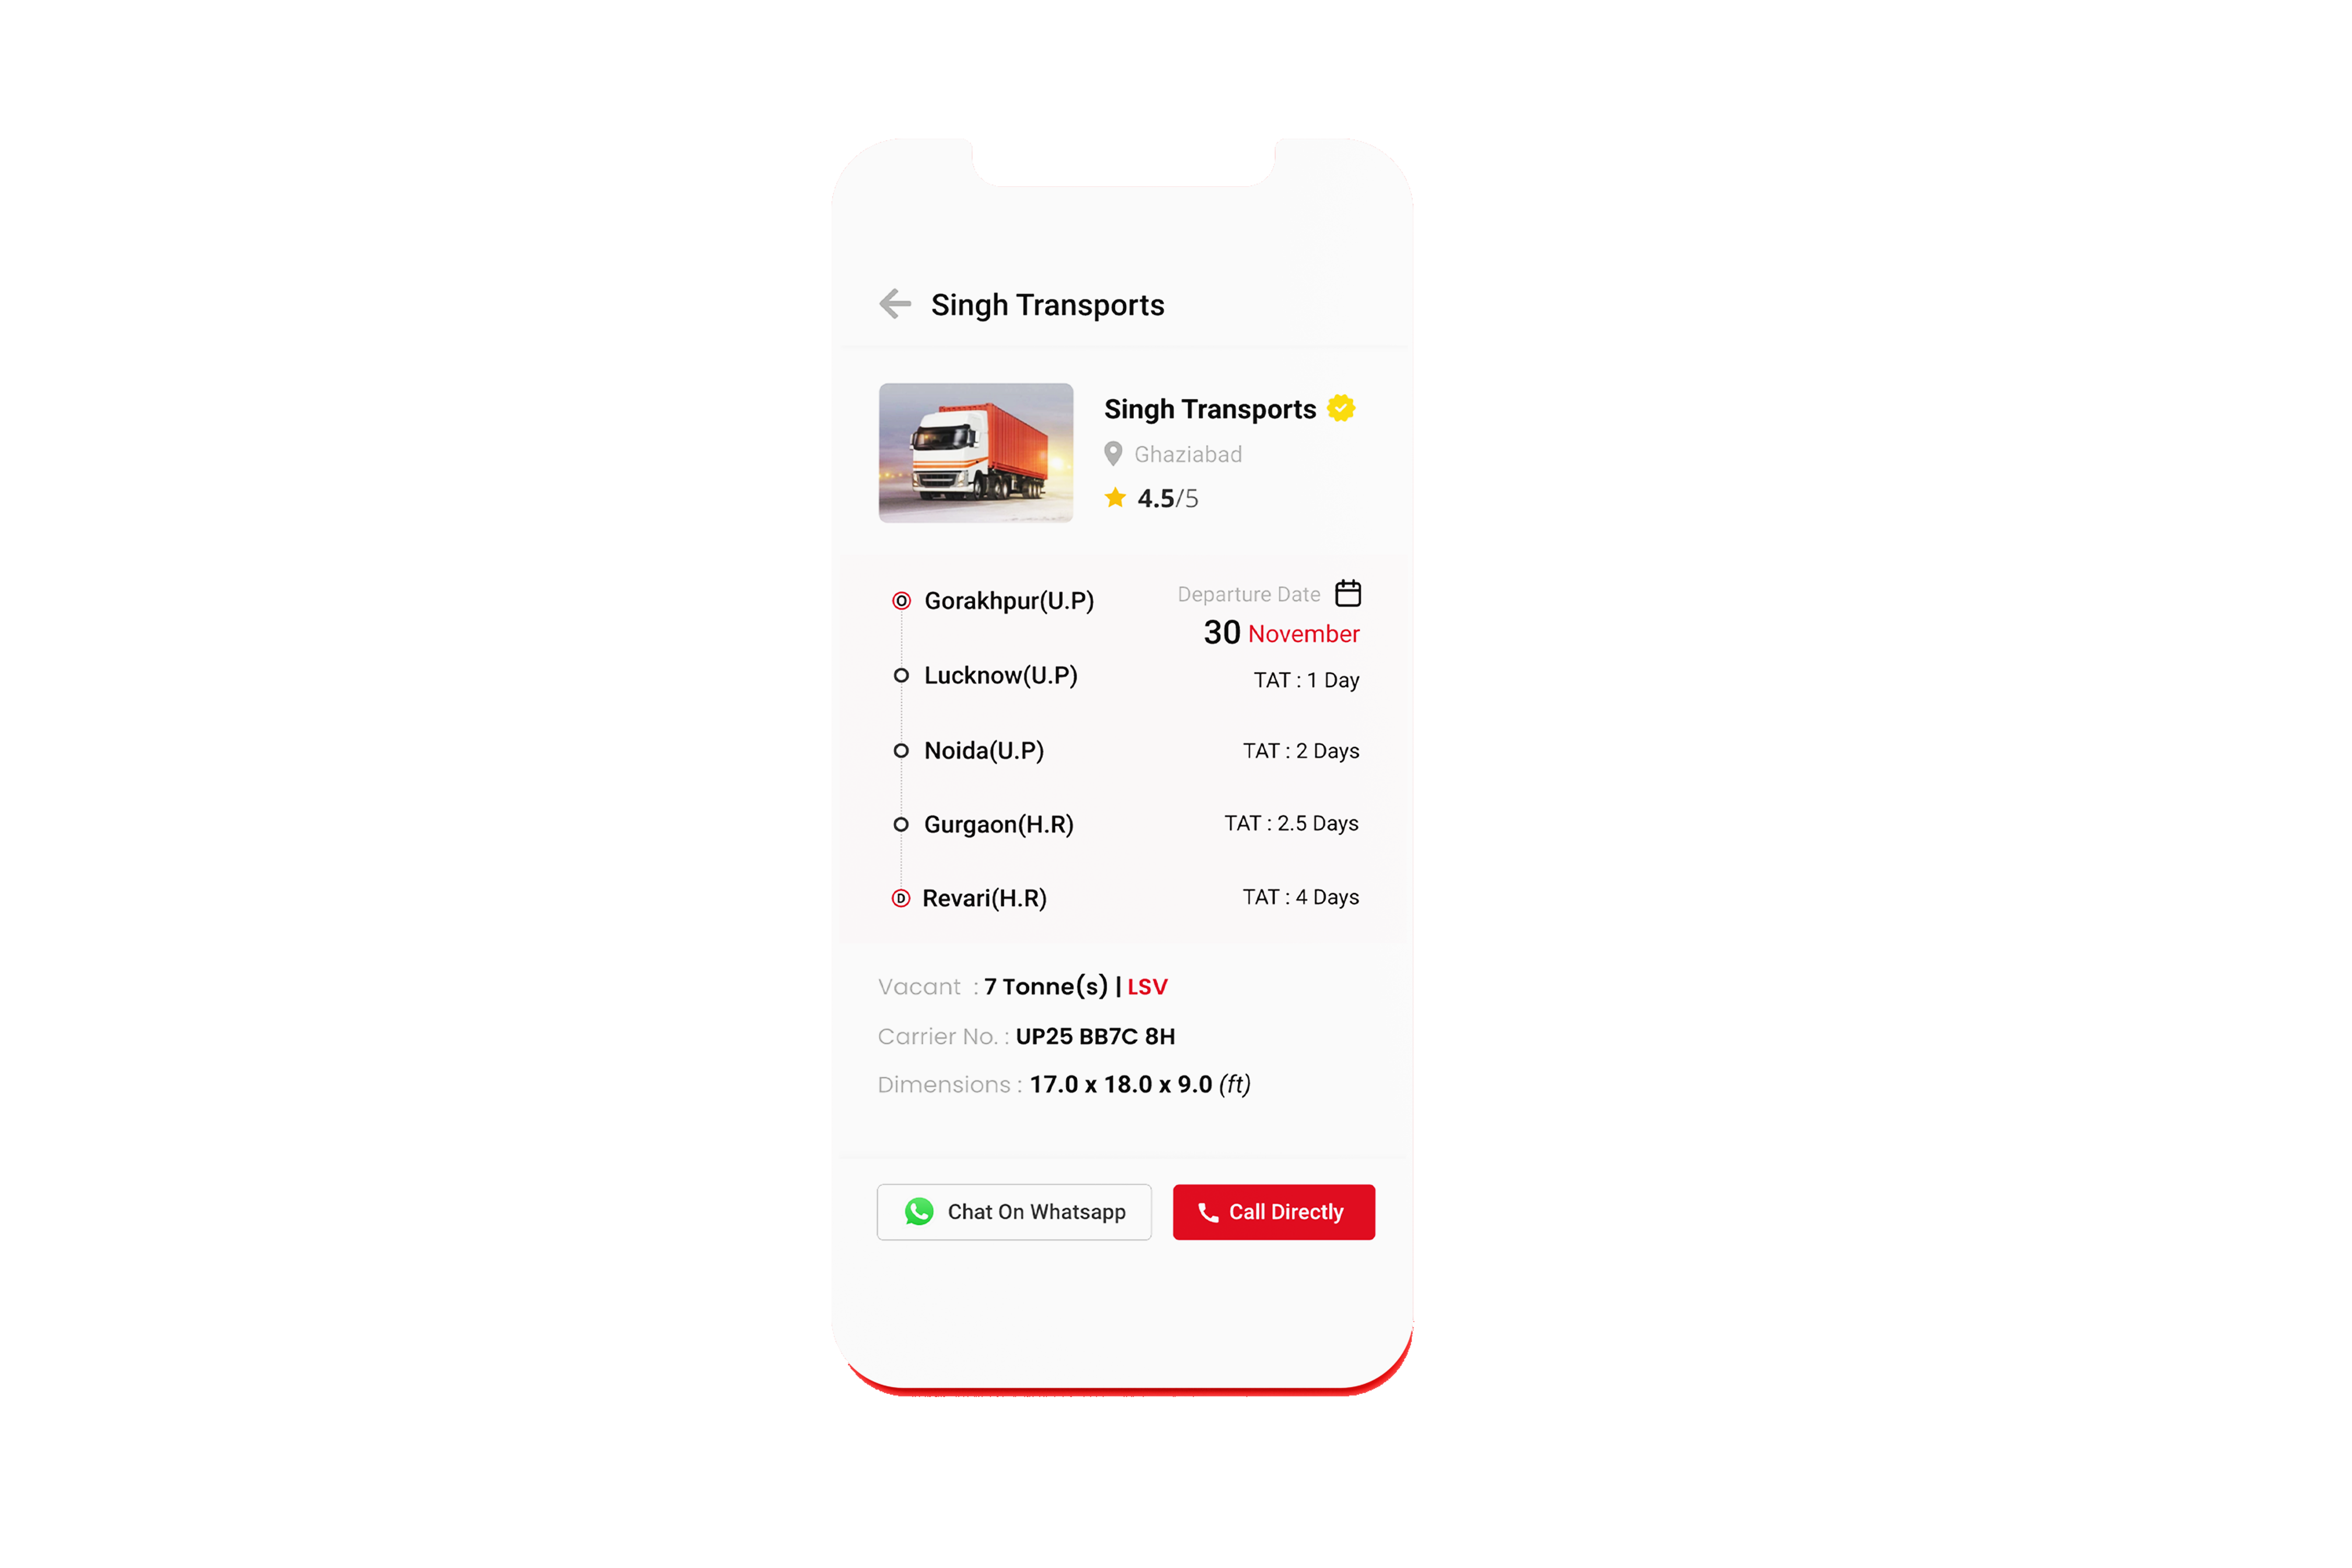 Singh Transports
Singh Transports
Ghaziabad
4.5/5
O Gorakhpur(U.P)
Departure Date
30 November
Lucknow(U.P)
TAT : 1 Day
Noida(U.P)
TAT : 2 Days
Gurgaon(H.R)
TAT : 2.5 Days
D Revari(H.R)
TAT : 4 Days
Vacant : 7 Tonne(s) | LSV
Carrier No. : UP25 BB7C 8H
Dimensions : 17.0 x 18.0 x 9.0 (ft)
Chat On Whatsapp
Call Directly